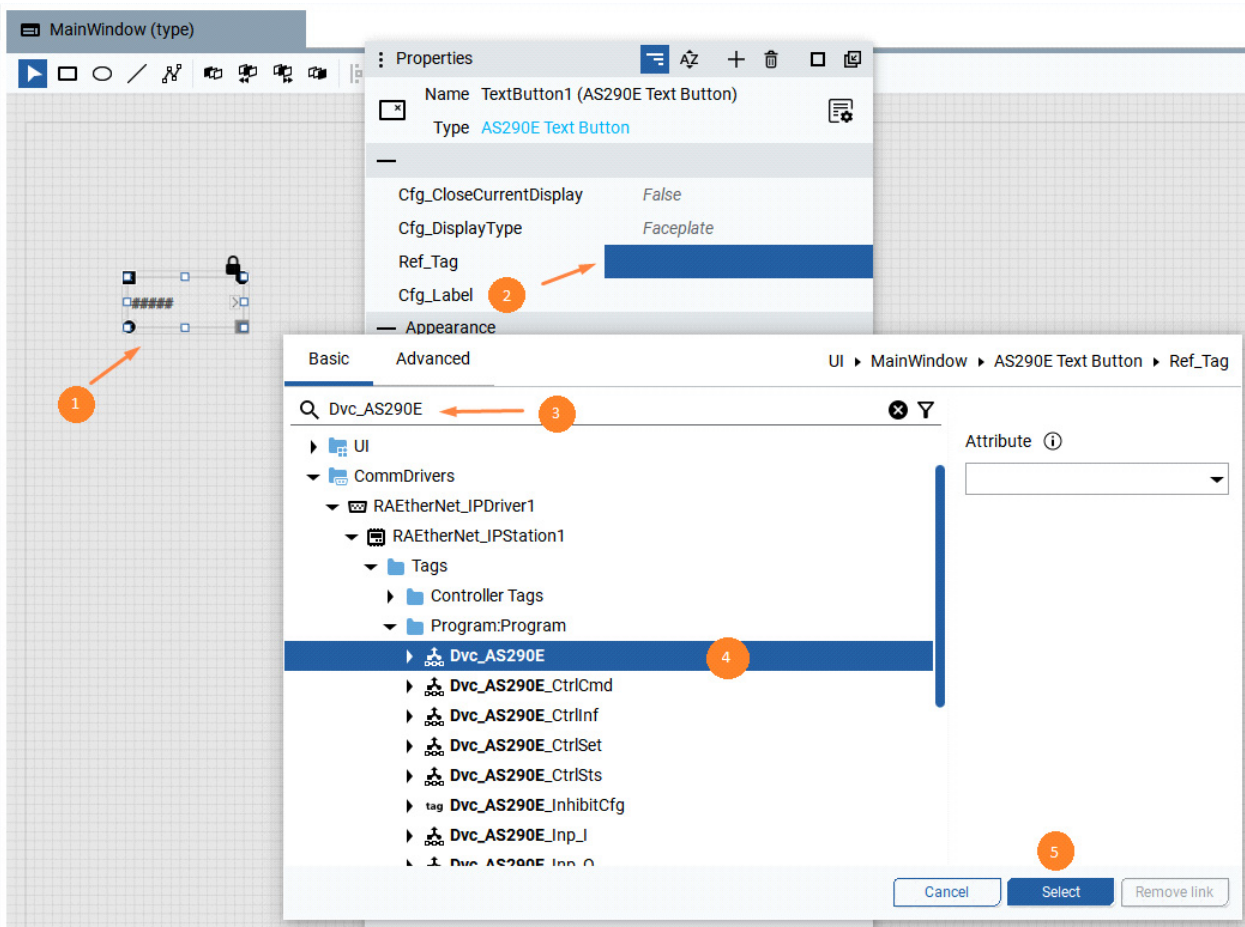 MainWindow (type)
Properties
Name TextButton1 (AS290E Text Button)
Type AS290E Text Button
Cfg_CloseCurrentDisplay False
Cfg_DisplayType Faceplate
Ref_Tag
Cfg_Label 2
Appearance
#####
1
Basic Advanced
UI MainWindow AS290E Text Button Ref_Tag
Dvc_AS290E 3
Attribute
UI
CommDrivers
RAEtherNet_IPDriver1
RAEtherNet_IPStation1
Tags
Controller Tags
Program:Program
Dvc_AS290E 4
Dvc_AS290E_CtrlCmd
Dvc_AS290E_CtrlInf
Dvc_AS290E_CtrlSet
Dvc_AS290E_CtrlSts
tag Dvc_AS290E_InhibitCfg
Dvc_AS290E_Inp_I
Dvc_AS290E_Inp_O
5
Cancel Select Remove link